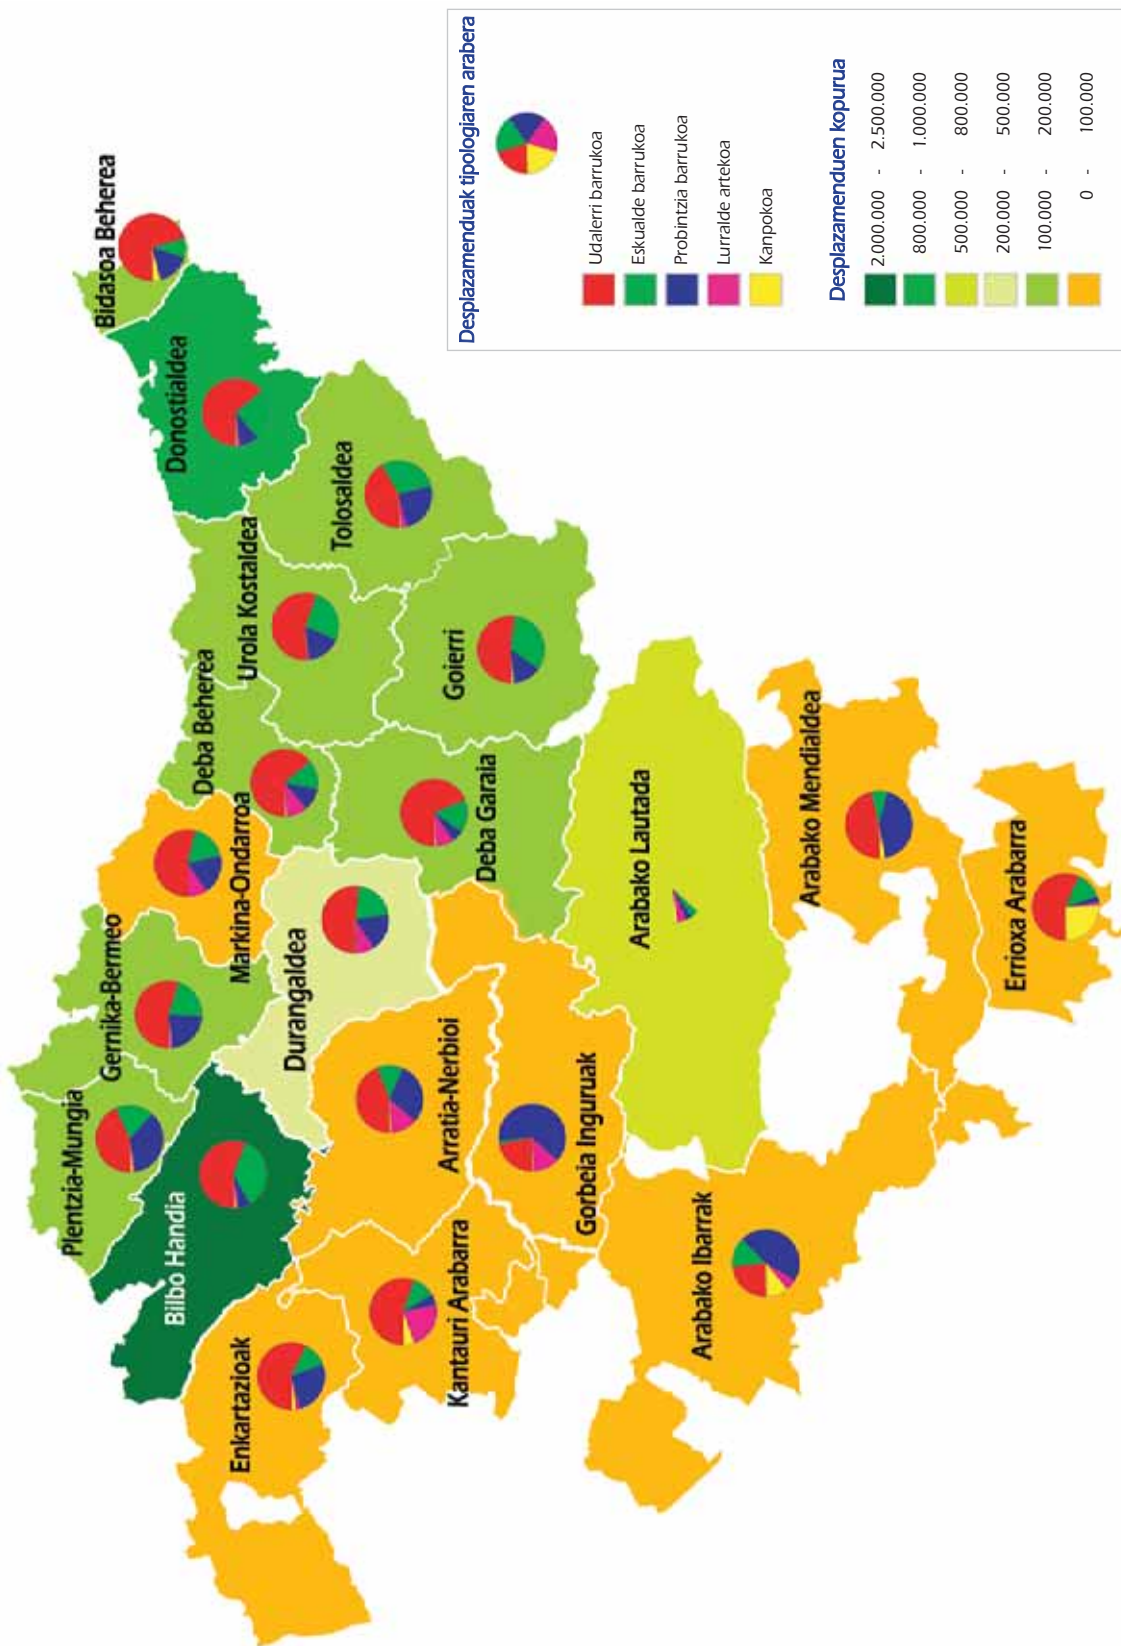 Bidasoa Beherea
Donostialdea
Tolosaldea
Urola Kostaldea
Goierri
Deba Beherea
Deba Garaia
Markina-Ondarroa
Gernika-Bermeo
Durangaldea
Plentzia-Mungia
Bilbo Handia
Arratia-Nerbioi
Gorbeia Inguruak
Enkartazioak
Kantauri Arabarra
Arabako Lautada
Arabako Mendialdea
Errioxa Arabarra
Arabako Ibarrak
Desplazamenduak tipologiaren arabera
Udalerri barrukoa
Eskualde barrukoa
Probintzia barrukoa
Lurralde artekoa
Kanpokoa
Desplazamenduen kopurua
2.000.000 - 2.500.000
800.000 - 1.000.000
500.000 - 800.000
200.000 - 500.000
100.000 - 200.000
0 - 100.000